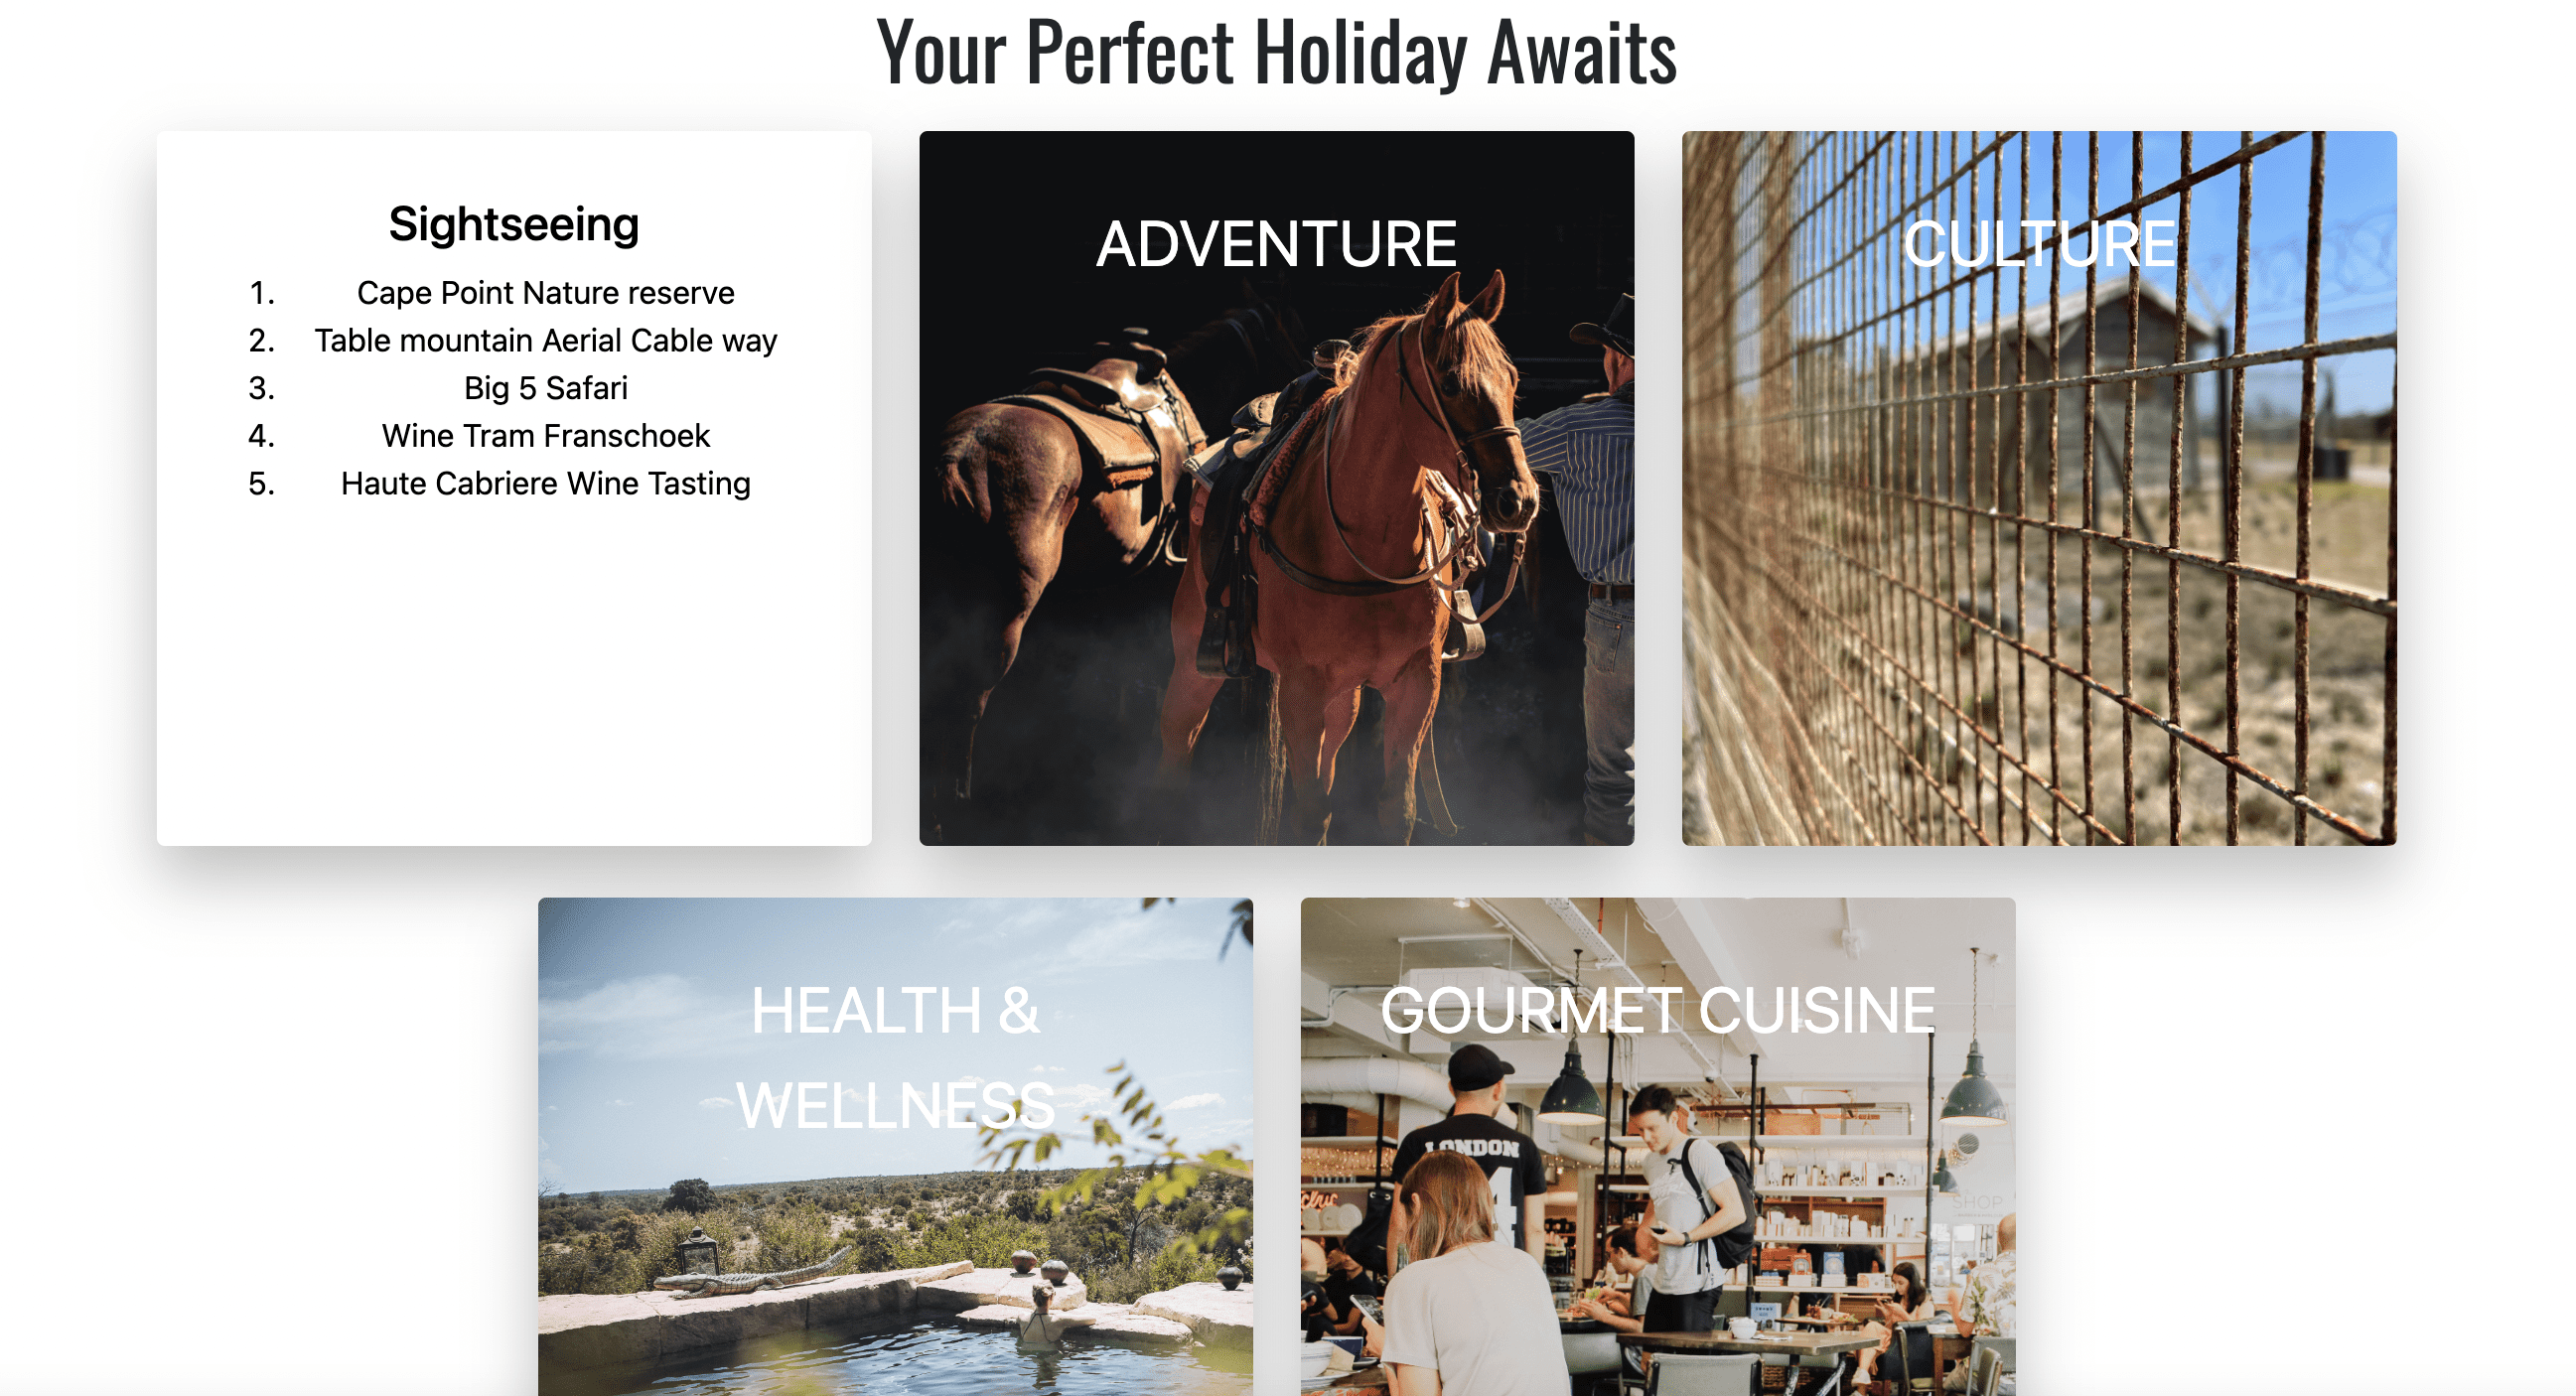 Your Perfect Holiday Awaits
Sightseeing
1. Cape Point Nature reserve
2. Table mountain Aerial Cable way
3. Big 5 Safari
4. Wine Tram Franschoek
5. Haute Cabriere Wine Tasting
ADVENTURE
CULTURE
HEALTH &
WELLNESS
GOURMET CUISINE
LONDON
SHOP